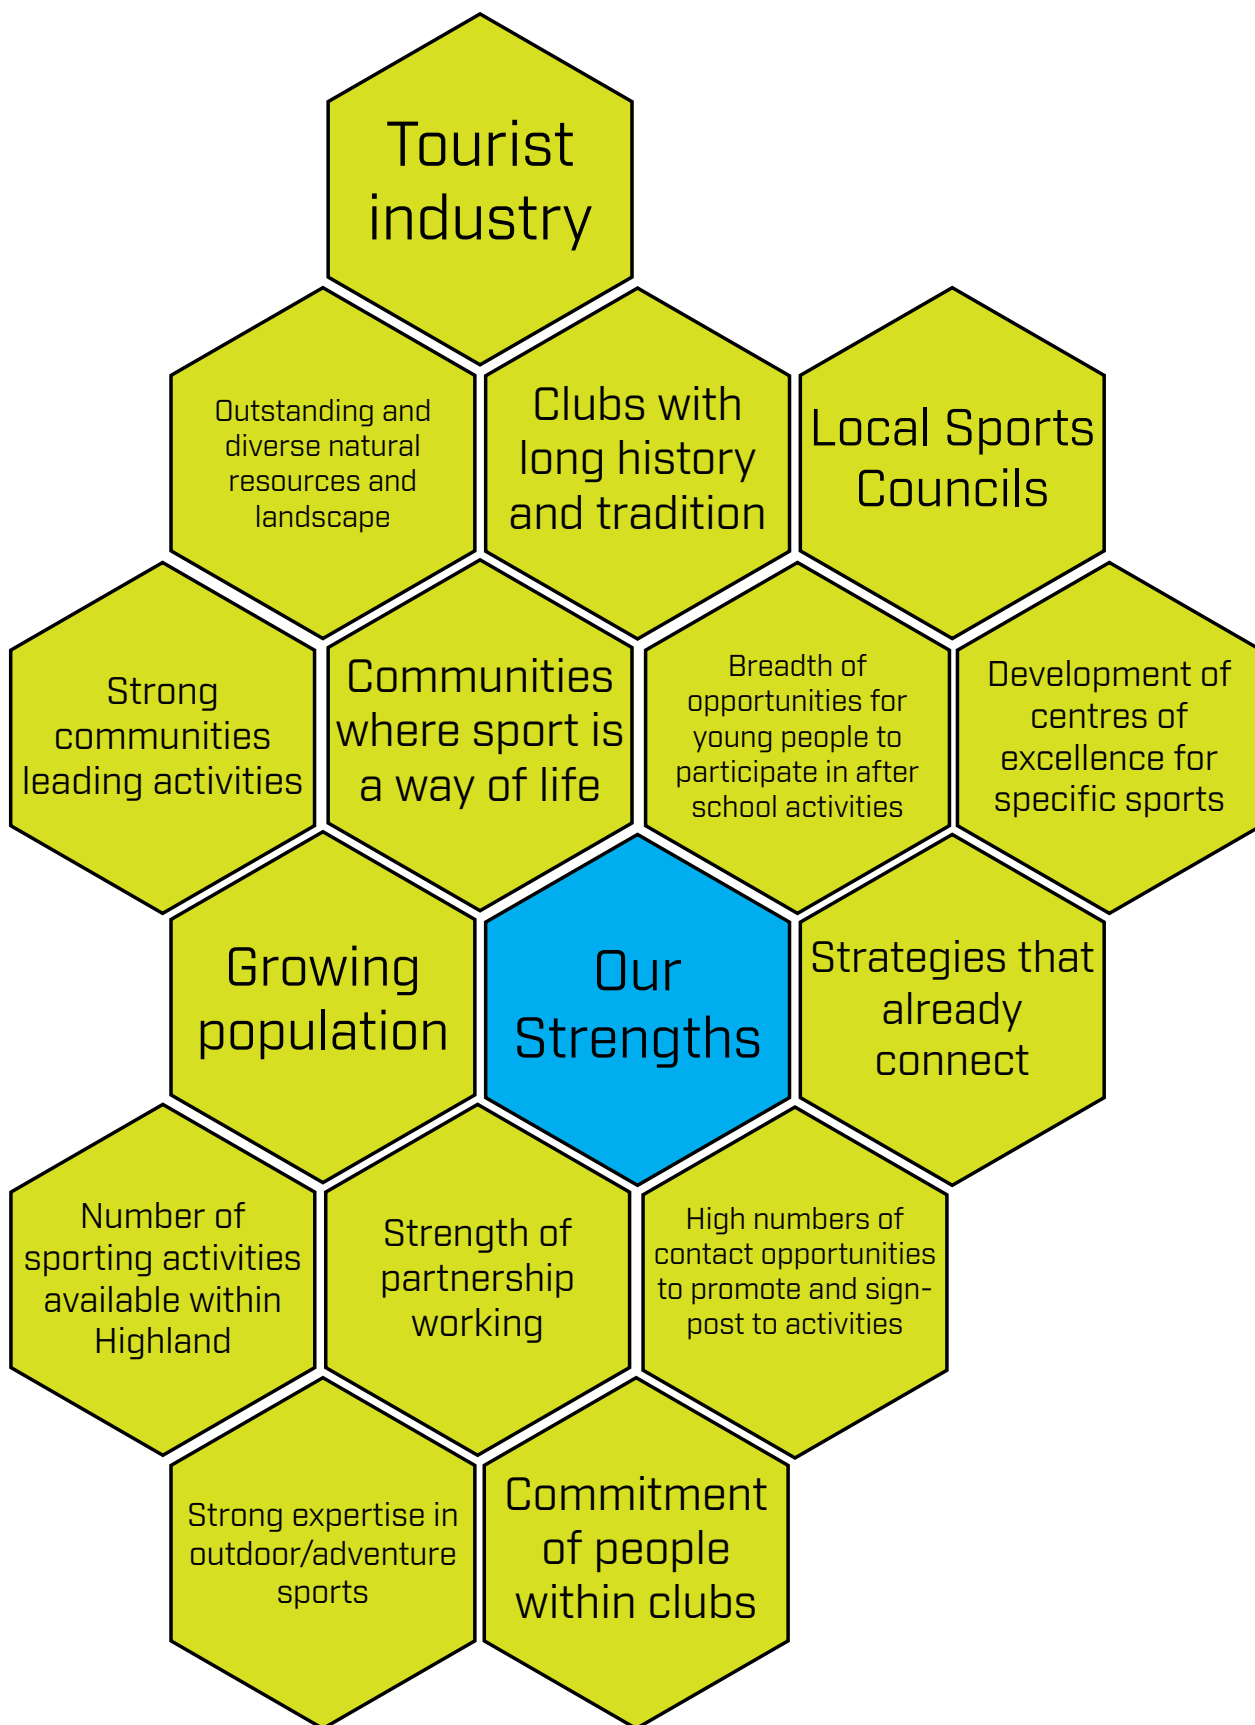 Tourist
industry
Outstanding and
diverse natural
resources and
landscape
Clubs with
long history
and tradition
Local Sports
Councils
Strong
communities
leading activities
Communities
where sport is
a way of life
Breadth of
opportunities for
young people to
participate in after
school activities
Development of
centres of
excellence for
specific sports
Growing
population
Our
Strengths
Strategies that
already
connect
Number of
sporting activities
available within
Highland
Strength of
partnership
working
High numbers of
contact opportunities
to promote and sign-
post to activities
Strong expertise in
outdoor/adventure
sports
Commitment
of people
within clubs